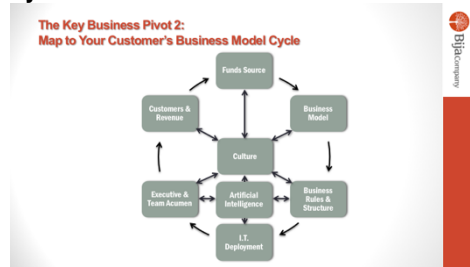 The Key Business Pivot 2:
Map to Your Customer's Business Model Cycle
Funds Source
Customers &
Revenue
Business
Model
Culture
Executive &
Team Acumen
Artificial
Intelligence
Business
Rules &
Structure
I.T.
Deployment
BijaCompany